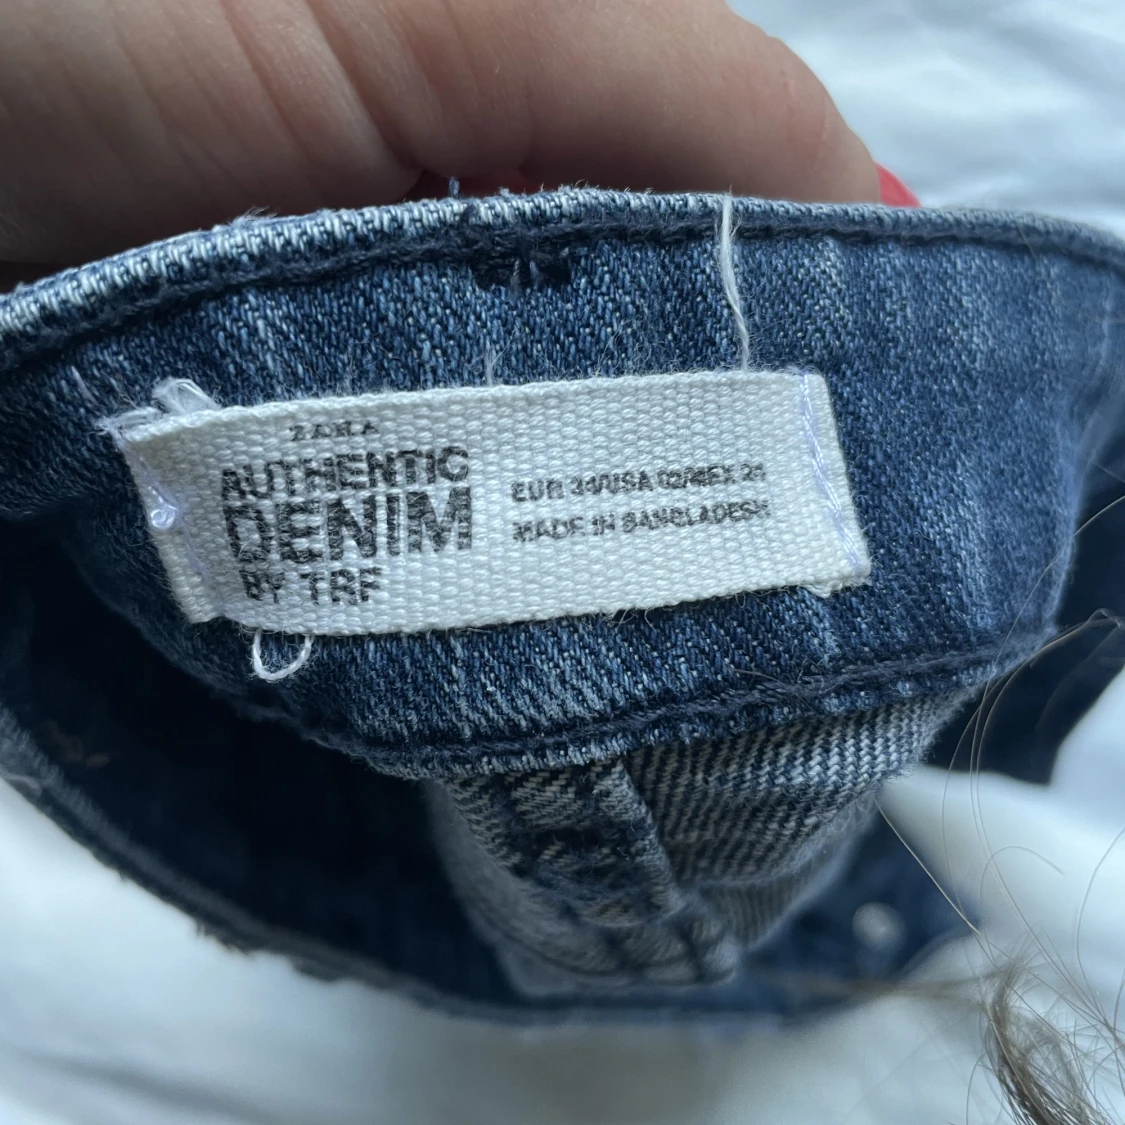 ZARA
AUTHENTIC
DENIM
BY TRF
EUR 34/USA 02/MEX 24
MADE IN BANGLADESH